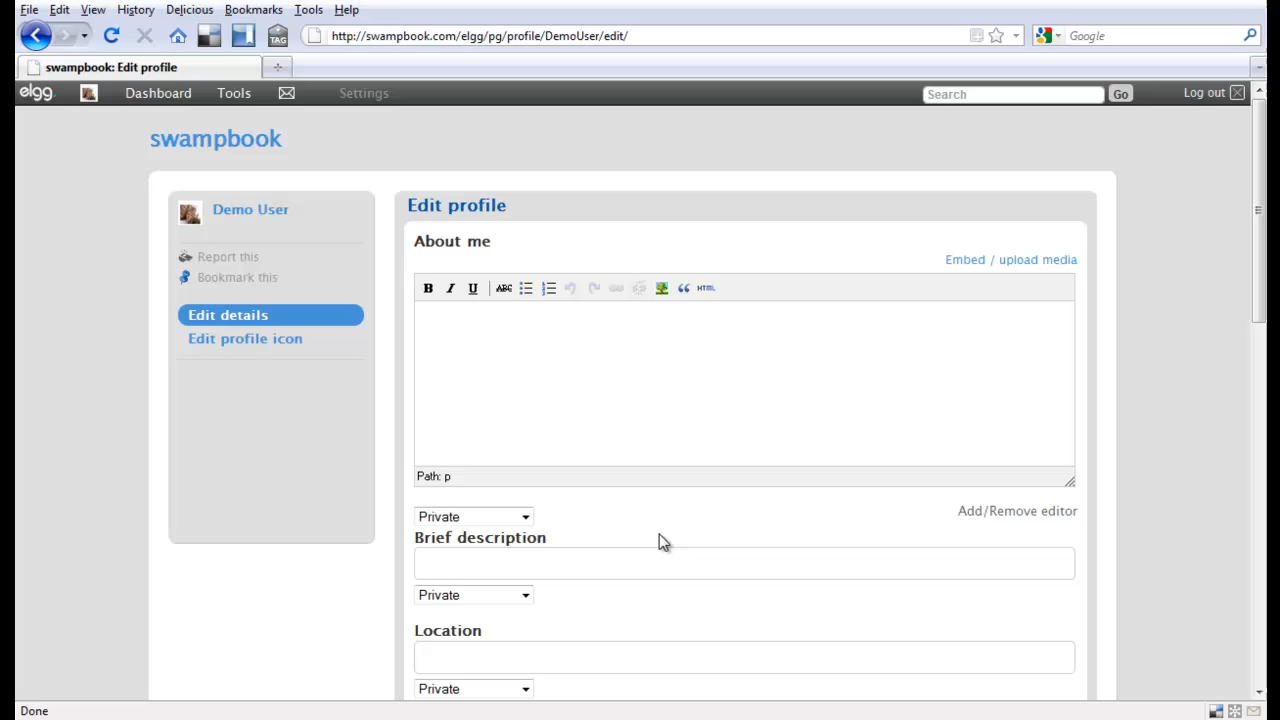 File Edit View History Delicious Bookmarks Tools Help
TAG http://swampbook.com/elgg/pg/profile/DemoUser/edit/ Google
swampbook: Edit profile
elgg Dashboard Tools Settings Search Go Log out
swampbook
Demo User
Report this
Bookmark this
Edit details
Edit profile icon
Edit profile
About me
Embed / upload media
B I U ABC HTML
Path: p
Private Add/Remove editor
Brief description
Private
Location
Private
Done